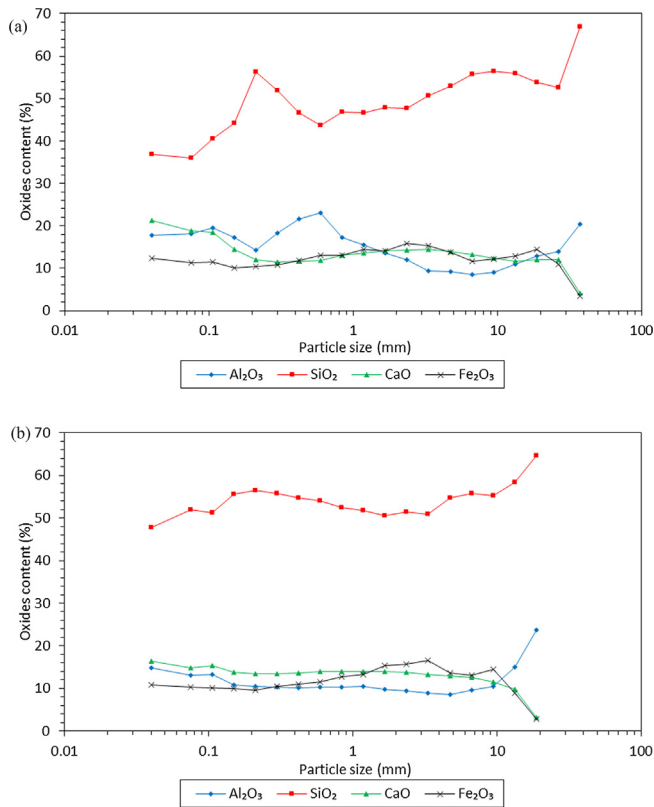 (a)
70
60
50
40
30
20
10
0
Oxides content (%)
0.01 0.1 1 10 100
Particle size (mm)
Al₂O₃ SiO₂ CaO Fe₂O₃
(b)
70
60
50
40
30
20
10
0
Oxides content (%)
0.01 0.1 1 10 100
Particle size (mm)
Al₂O₃ SiO₂ CaO Fe₂O₃